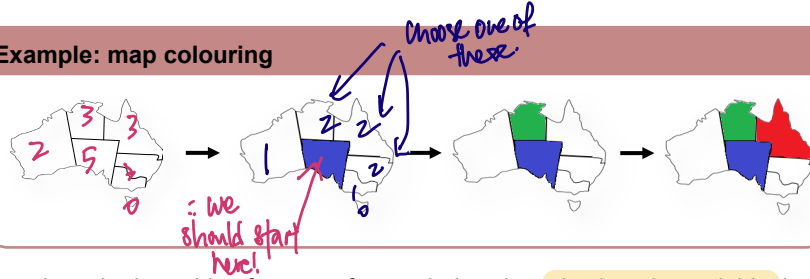 choose one of
these.
Example: map colouring
3
3
2
5
0
2
2
1
2
1
0
∴ we
should start
here!